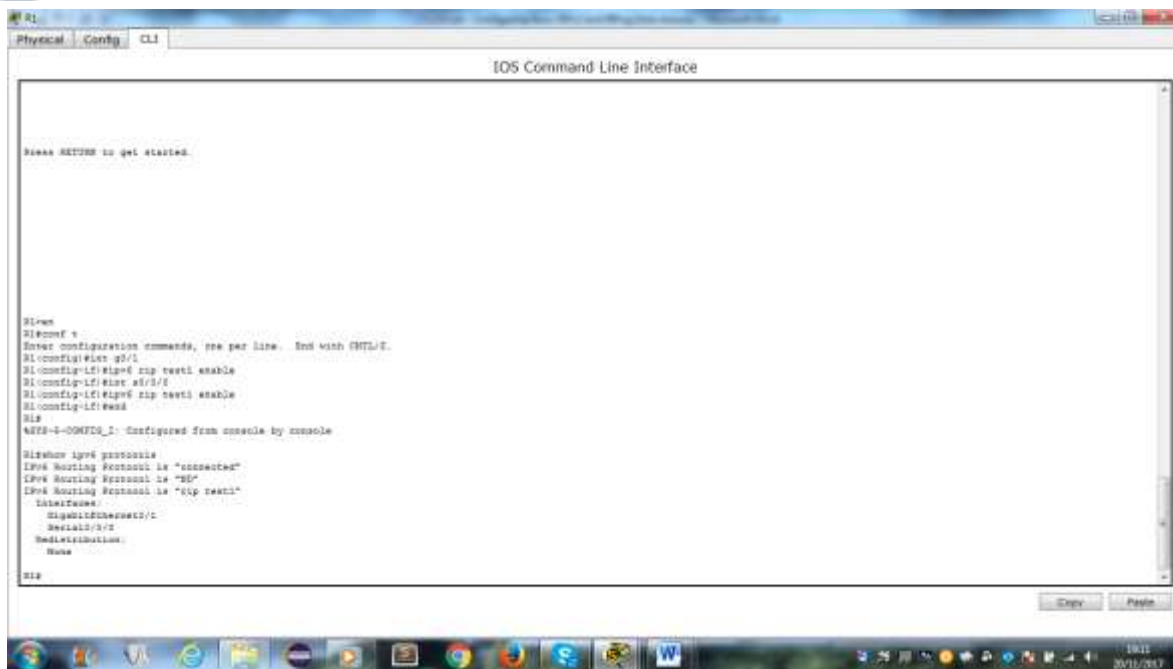 R1
Physical Config CLI
IOS Command Line Interface
Press RETURN to get started.
R1>en
R1#conf t
Enter configuration commands, one per line. End with CNTL/Z.
R1(config)#int g0/1
R1(config-if)#ipv6 rip test1 enable
R1(config-if)#int s0/0/0
R1(config-if)#ipv6 rip test1 enable
R1(config-if)#end
R1#
%SYS-5-CONFIG_I: Configured from console by console
R1#show ipv6 protocols
IPv6 Routing Protocol is "connected"
IPv6 Routing Protocol is "ND"
IPv6 Routing Protocol is "rip test1"
Interfaces:
GigabitEthernet0/1
Serial0/0/0
Redistribution:
None
R1#
Copy Paste
20/11/2017